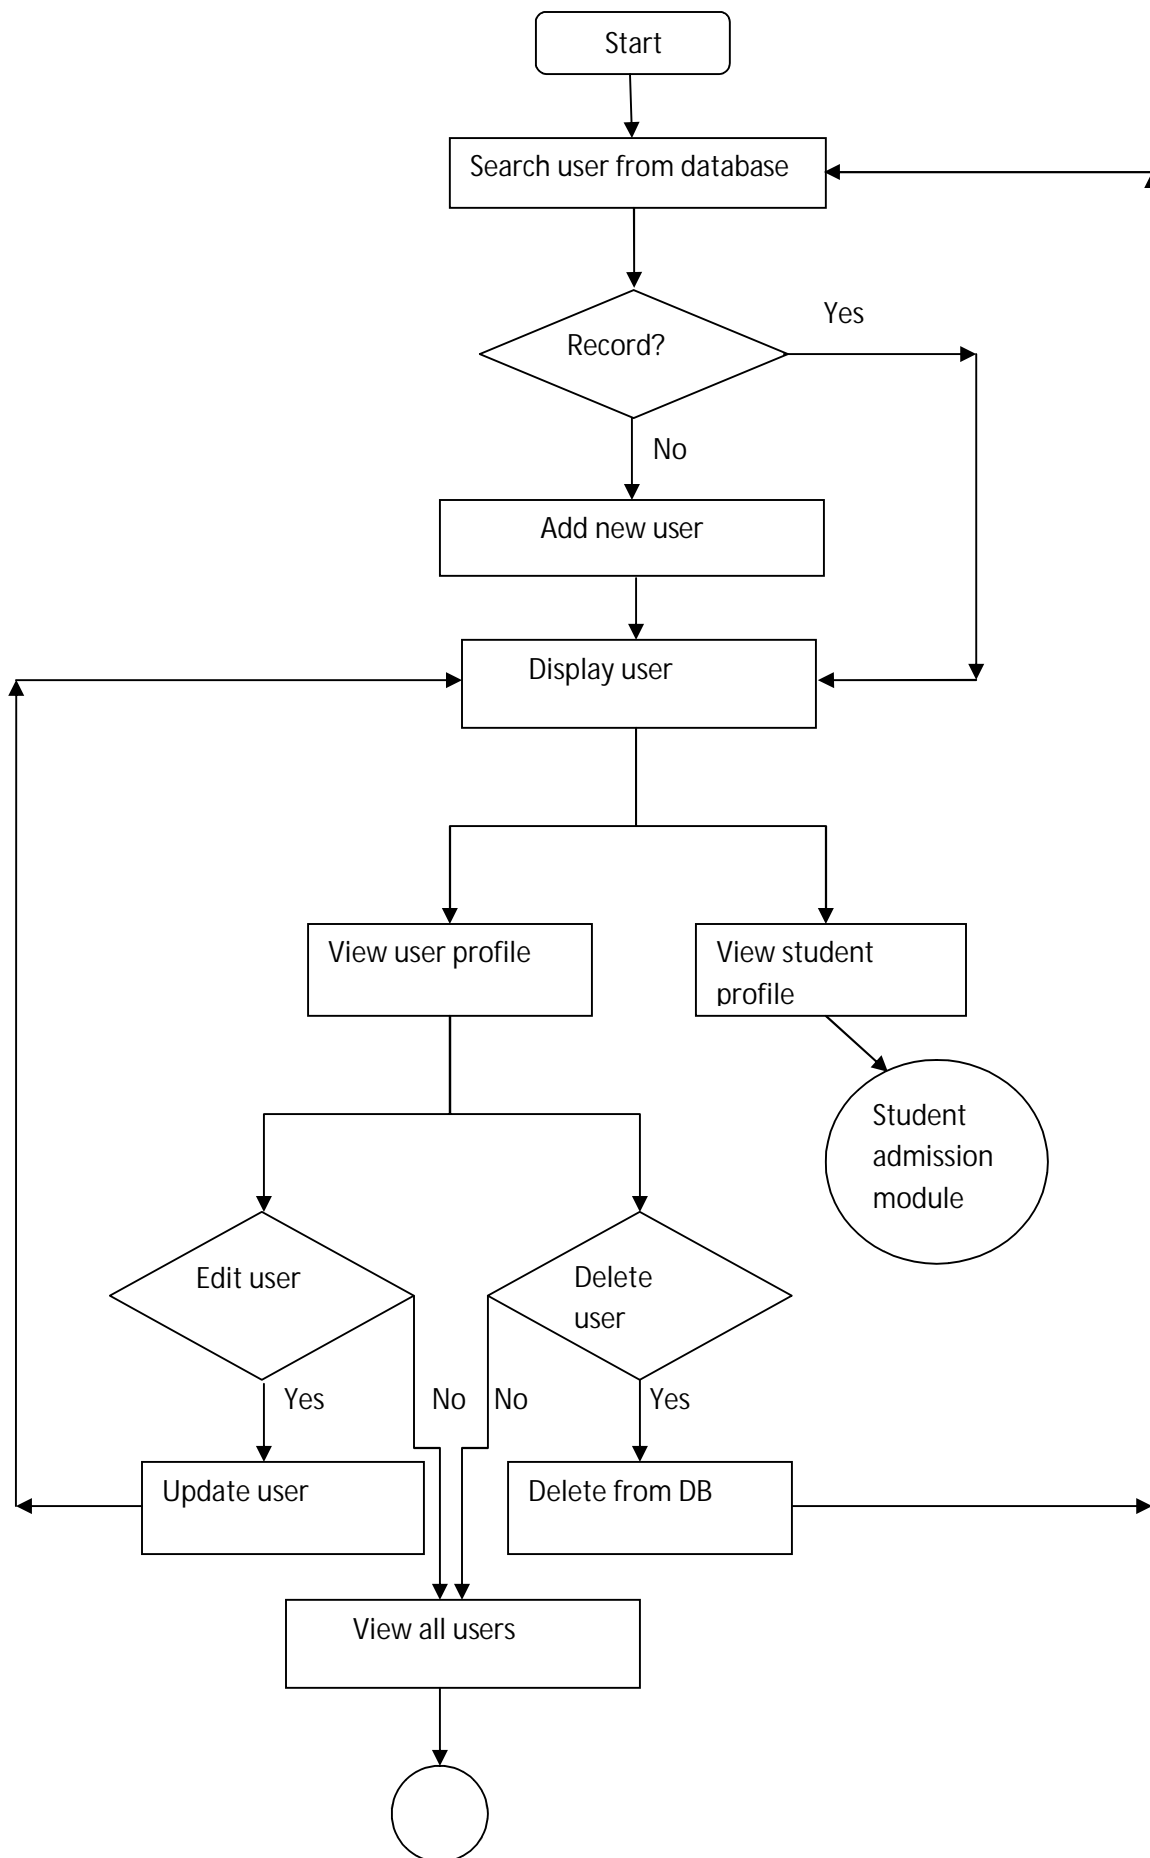 Start
Search user from database
Yes
Record?
No
Add new user
Display user
View user profile
View student
profile
Student
admission
module
Edit user
Delete
user
Yes
No
No
Yes
Update user
Delete from DB
View all users